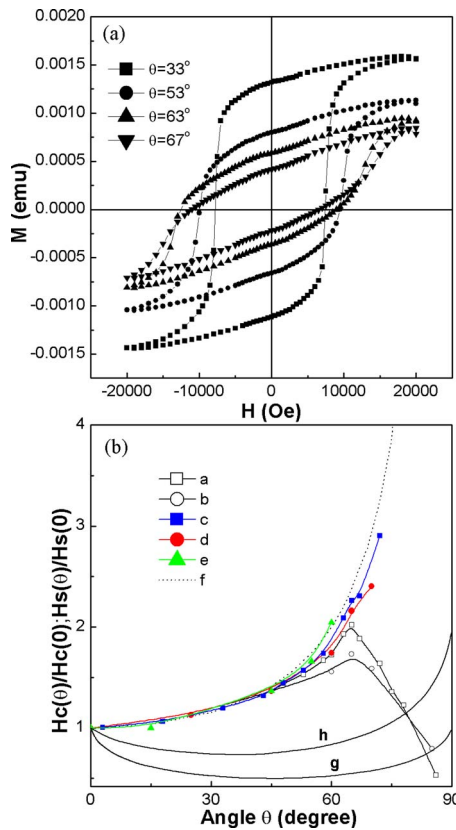 (a)
θ=33°
θ=53°
θ=63°
θ=67°
0.0015
0.0010
0.0005
0.0000
-0.0005
-0.0010
-0.0015
M (emu)
-20000 -10000 0 10000 20000
H (Oe)
(b)
a
b
c
d
e
f
h
g
4
3
2
1
Hc(θ)/Hc(0);Hs(θ)/Hs(0)
0 30 60 90
Angle θ (degree)